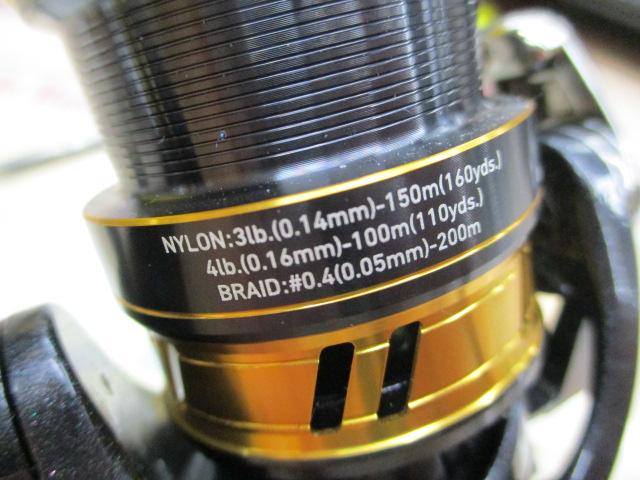 NYLON:3lb.(0.14mm)-150m(160yds.)
4lb.(0.16mm)-100m(110yds.)
BRAID:#0.4(0.05mm)-200m